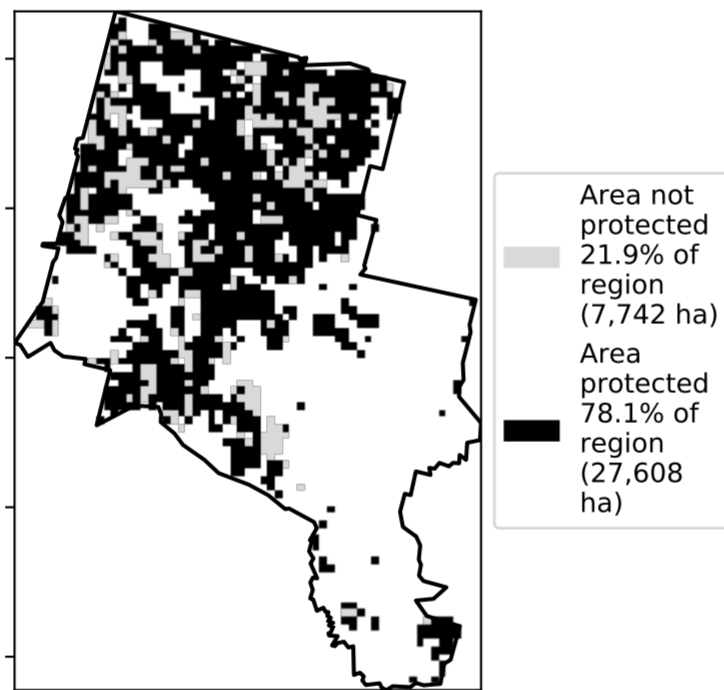 Area not
protected
21.9% of
region
(7,742 ha)
Area
protected
78.1% of
region
(27,608
ha)